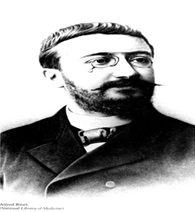 Alfred Binet.
(National Library of Medicine)